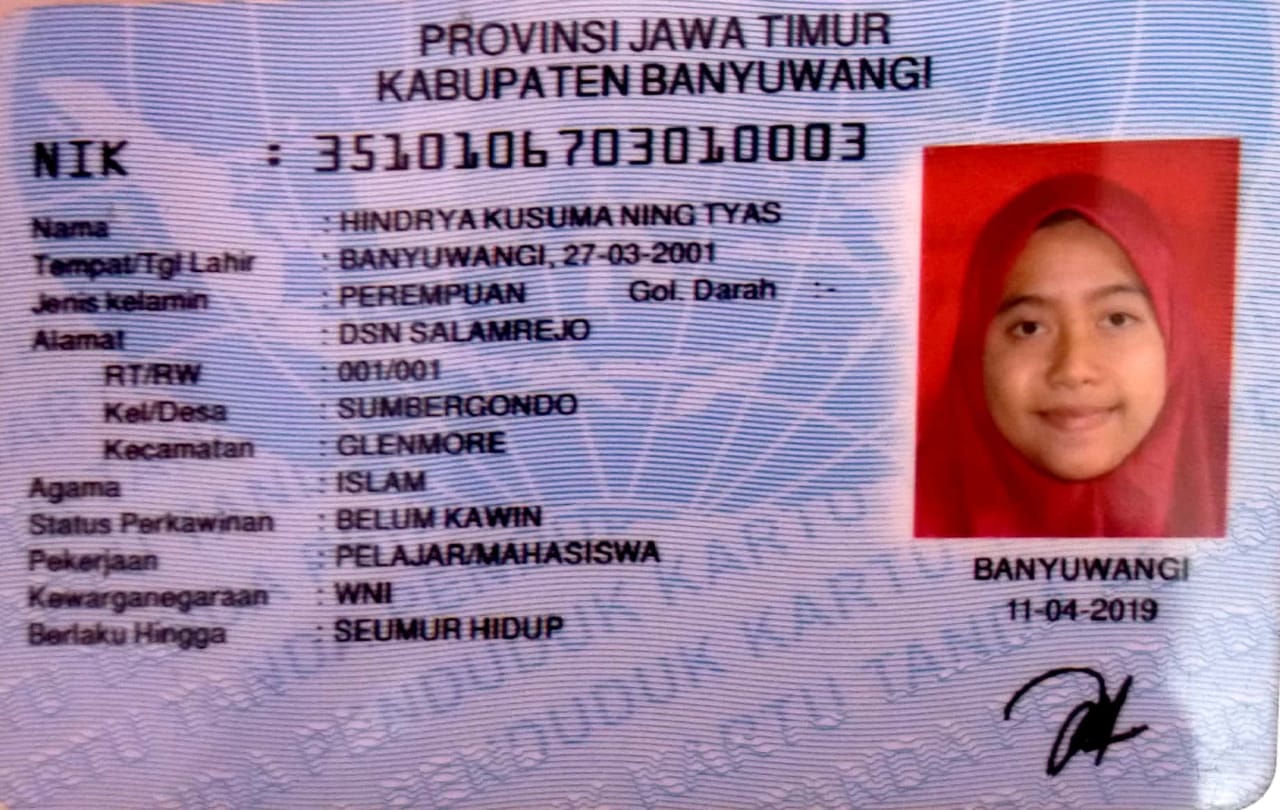 PROVINSI JAWA TIMUR
KABUPATEN BANYUWANGI
NIK : 3510106703010003
Nama : HINDRYA KUSUMA NING TYAS
Tempat/Tgl Lahir : BANYUWANGI, 27-03-2001
Jenis kelamin : PEREMPUAN Gol. Darah :-
Alamat : DSN SALAMREJO
RT/RW : 001/001
Kel/Desa : SUMBERGONDO
Kecamatan : GLENMORE
Agama : ISLAM
Status Perkawinan : BELUM KAWIN
Pekerjaan : PELAJAR/MAHASISWA
Kewarganegaraan : WNI
Berlaku Hingga : SEUMUR HIDUP
BANYUWANGI
11-04-2019